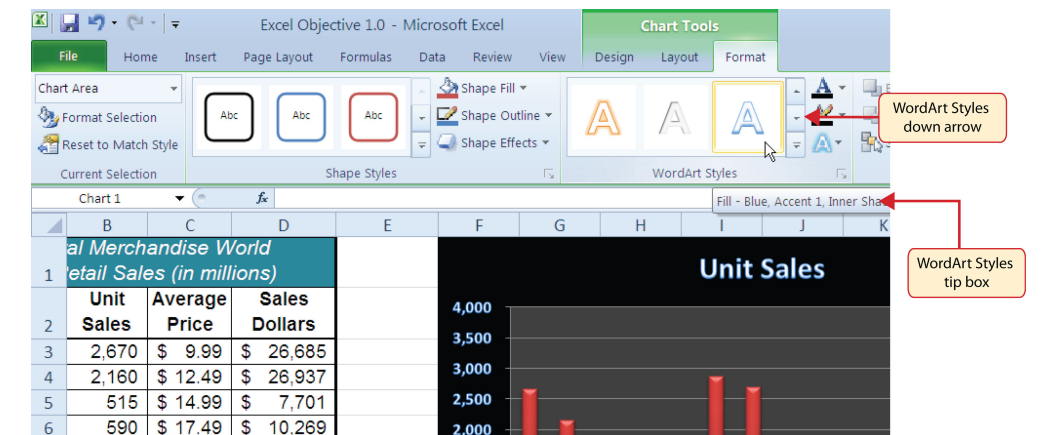 Excel Objective 1.0 - Microsoft Excel
Chart Tools
File Home Insert Page Layout Formulas Data Review View Design Layout Format
Chart Area
Format Selection
Reset to Match Style
Current Selection
Abc Abc Abc
Shape Fill
Shape Outline
Shape Effects
Shape Styles
A A A
A
A
WordArt Styles
WordArt Styles
down arrow
Chart 1 fx
Fill - Blue, Accent 1, Inner
WordArt Styles
tip box
B C D E F G H I J K
1 Merchandise World
Sales (in millions)
2 Unit Sales Average Price Sales Dollars
3 2,670 $ 9.99 $ 26,685
4 2,160 $ 12.49 $ 26,937
5 515 $ 14.99 $ 7,701
6 590 $ 17.49 $ 10,269
Unit Sales
4,000
3,500
3,000
2,500
2,000